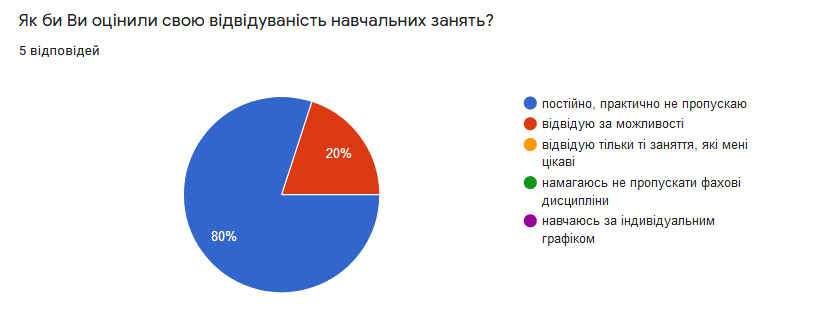 Як би Ви оцінили свою відвідуваність навчальних занять?
5 відповідей
20%
80%
постійно, практично не пропускаю
відвідую за можливості
відвідую тільки ті заняття, які мені
цікаві
намагаюсь не пропускати фахові
дисципліни
навчаюсь за індивідуальним
графіком